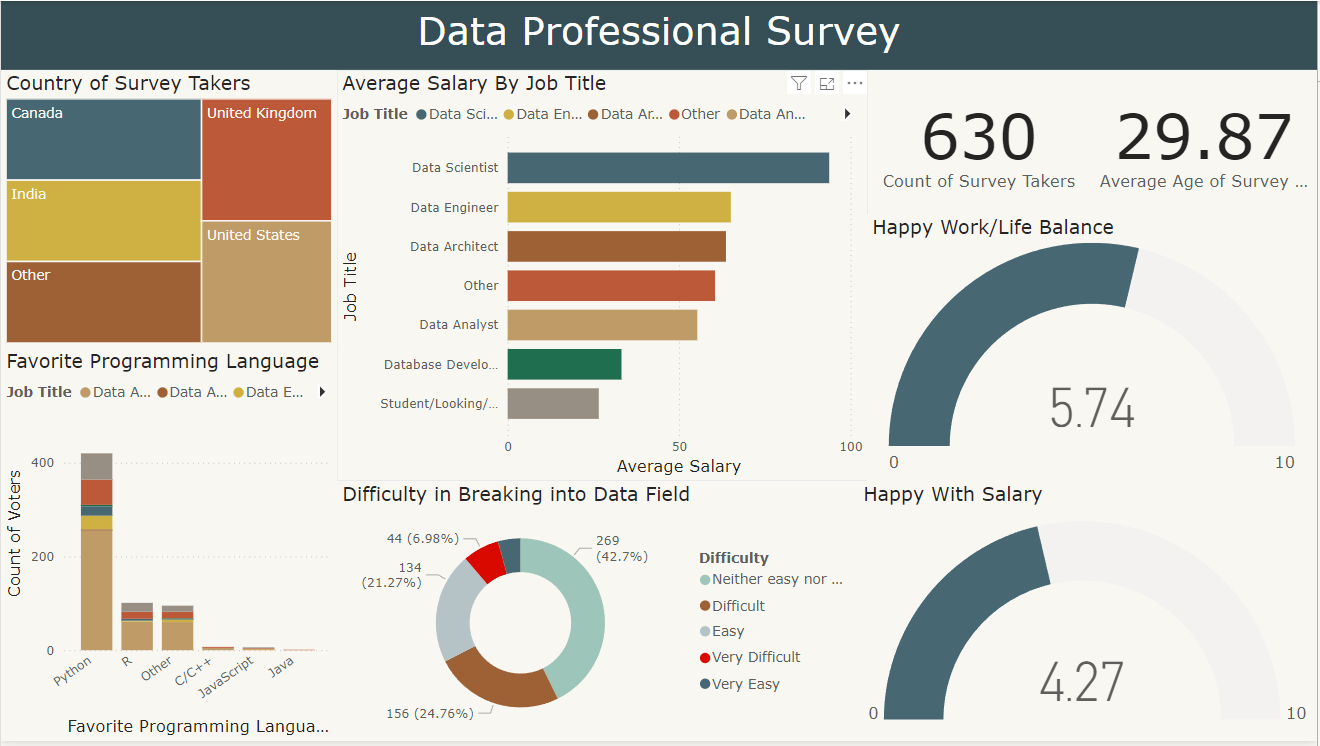 Data Professional Survey
Country of Survey Takers
Canada
United Kingdom
India
United States
Other
Favorite Programming Language
Job Title Data A... Data A... Data E...
Count of Voters
400
200
0
Python
R
Other
C/C++
JavaScript
Java
Favorite Programming Langua...
Average Salary By Job Title
Job Title Data Sci... Data En... Data Ar... Other Data An...
Job Title
Data Scientist
Data Engineer
Data Architect
Other
Data Analyst
Database Develo...
Student/Looking/...
0 50 100
Average Salary
Difficulty in Breaking into Data Field
44 (6.98%)
269
(42.7%)
134
(21.27%)
156 (24.76%)
Difficulty
Neither easy nor ...
Difficult
Easy
Very Difficult
Very Easy
630
Count of Survey Takers
29.87
Average Age of Survey ...
Happy Work/Life Balance
5.74
0 10
Happy With Salary
4.27
0 10